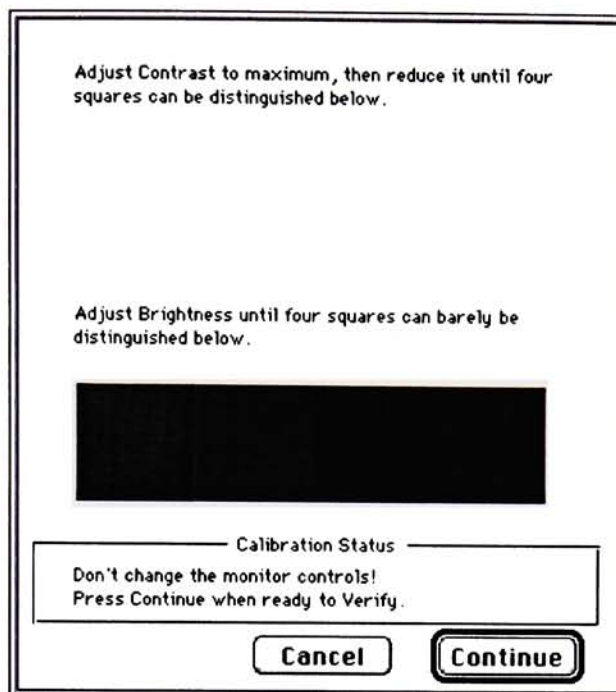 Adjust Contrast to maximum, then reduce it until four
squares can be distinguished below.
Adjust Brightness until four squares can barely be
distinguished below.
Calibration Status
Don't change the monitor controls!
Press Continue when ready to Verify.
Cancel
Continue